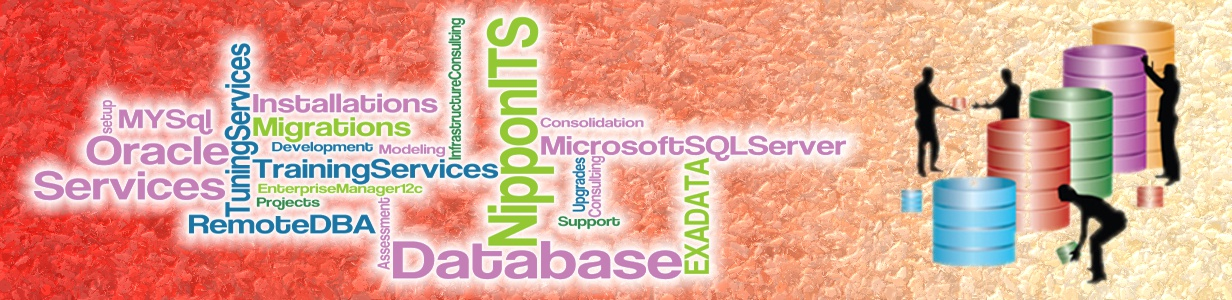 setup
MYSql
Oracle
Services
TuningServices
Installations
Migrations
Development
Modeling
TrainingServices
EnterpriseManager12c
Projects
RemoteDBA
Assessment
InfrastructureConsulting
NipponITS
Consolidation
MicrosoftSQLServer
Upgrades
Consulting
Support
EXADATA
Database